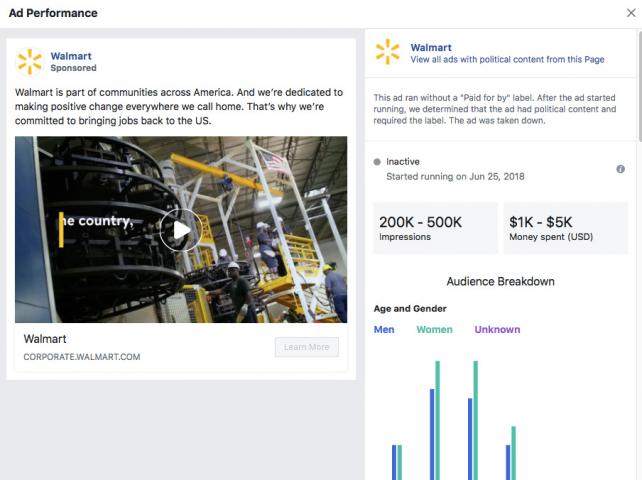 Ad Performance
Walmart
Sponsored
Walmart is part of communities across America. And we're dedicated to
making positive change everywhere we call home. That's why we're
committed to bringing jobs back to the US.
he country,
Walmart
CORPORATE.WALMART.COM
Learn More
Walmart
View all ads with political content from this Page
This ad ran without a "Paid for by" label. After the ad started
running, we determined that the ad had political content and
required the label. The ad was taken down.
Inactive
Started running on Jun 25, 2018
200K - 500K
Impressions
$1K - $5K
Money spent (USD)
Audience Breakdown
Age and Gender
Men Women Unknown